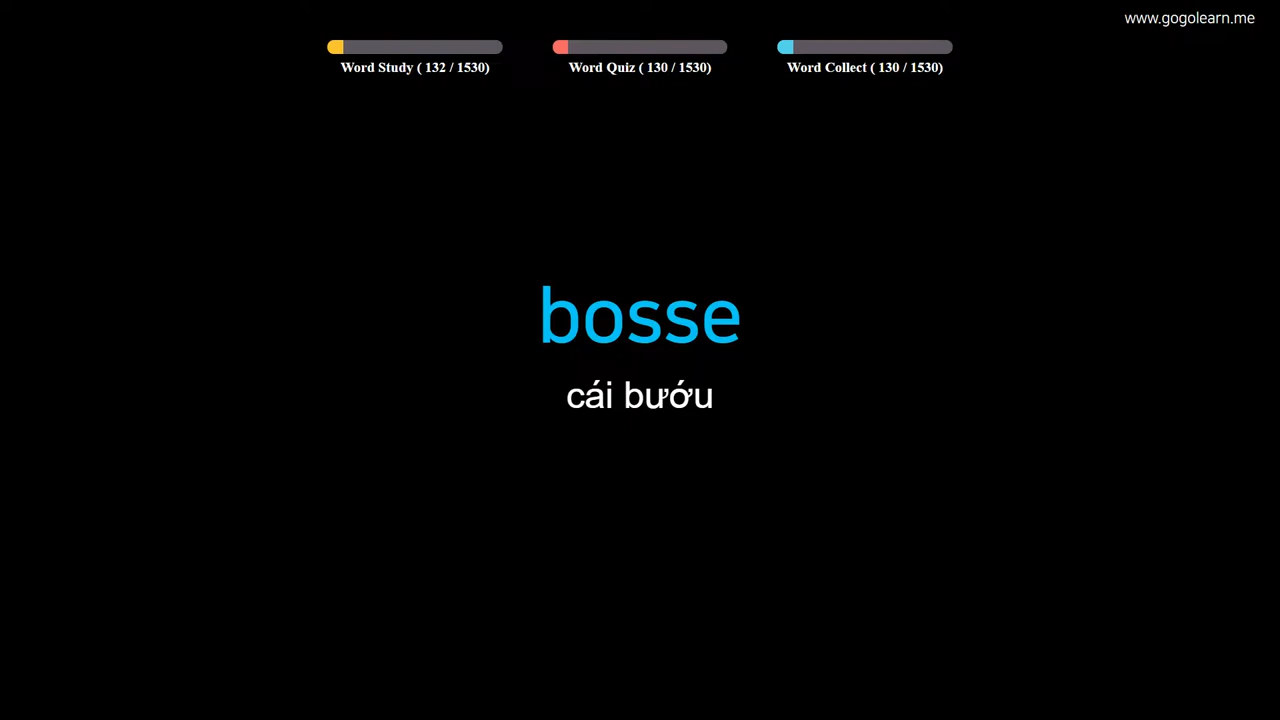 www.gogolearn.me
Word Study ( 132 / 1530)
Word Quiz ( 130 / 1530)
Word Collect ( 130 / 1530)
bosse
cái bướu